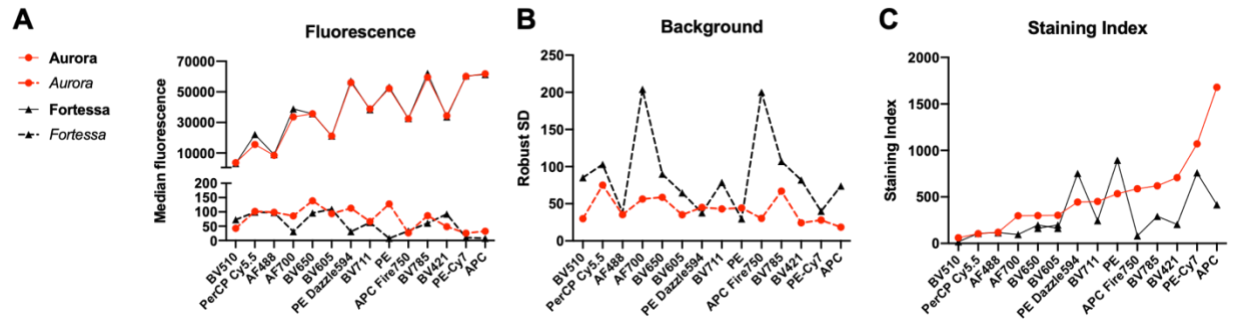 A
Aurora
Aurora
Fortessa
Fortessa
Fluorescence
Median fluorescence
70000
50000
30000
10000
200
150
100
50
0
BV510
PerCP Cy5.5
AF488
AF700
BV650
BV605
PE Dazzle594
BV711
PE
APC Fire750
BV785
BV421
PE-Cy7
APC
B
Background
Robust SD
250
200
150
100
50
0
BV510
PerCP Cy5.5
AF488
AF700
BV650
BV605
PE Dazzle594
BV711
PE
APC Fire750
BV785
BV421
PE-Cy7
APC
C
Staining Index
Staining Index
2000
1500
1000
500
0
BV510
PerCP Cy5.5
AF488
AF700
BV650
BV605
PE Dazzle594
BV711
PE
APC Fire750
BV785
BV421
PE-Cy7
APC